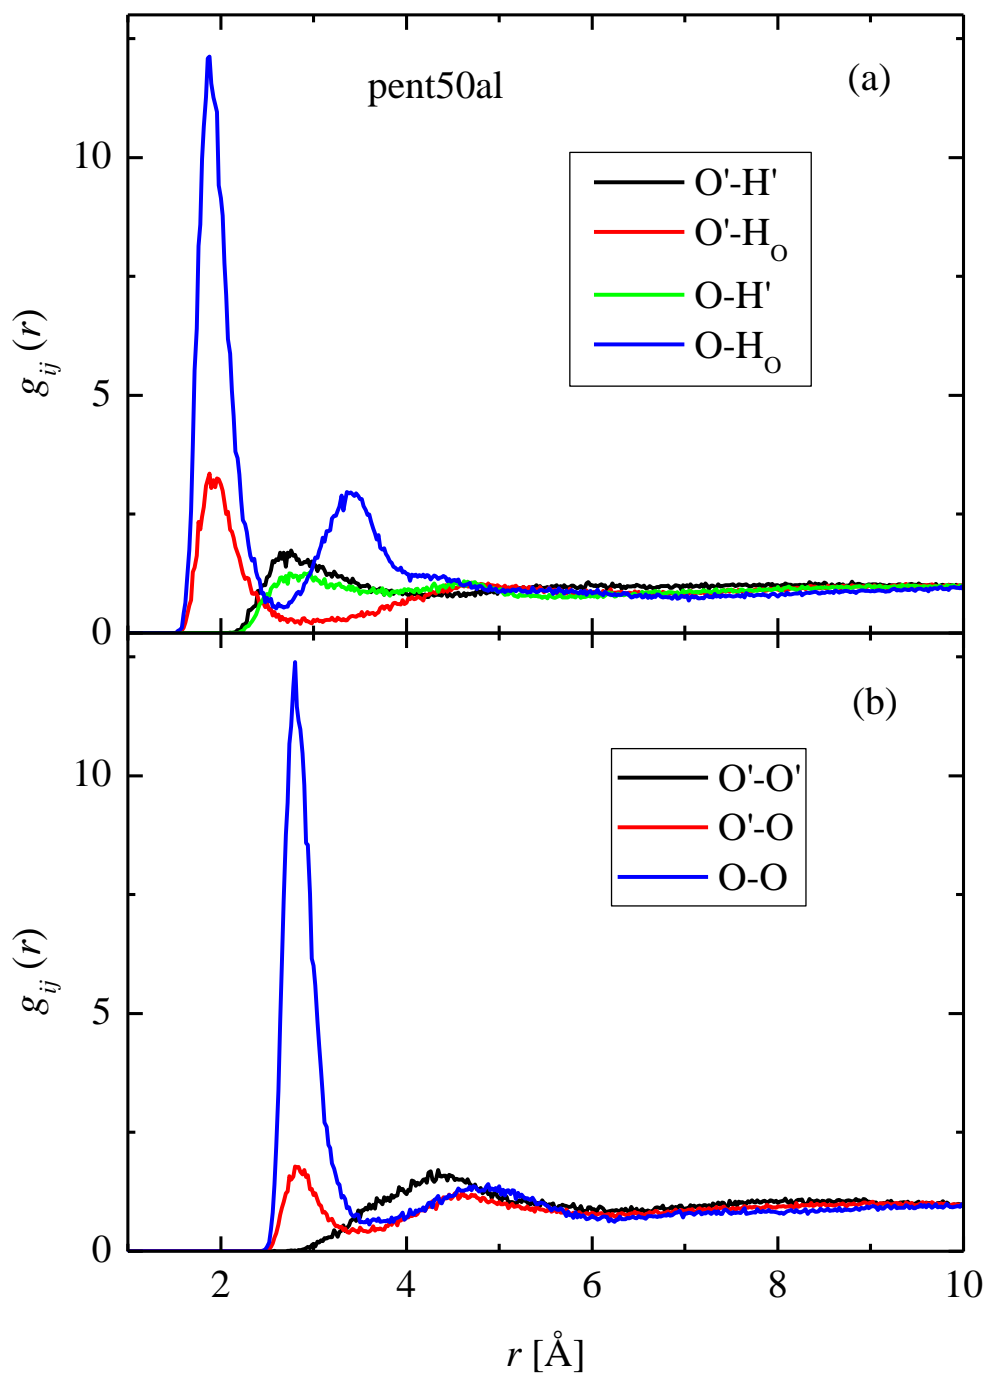 pent50al
(a)
10
5
0
g_ij (r)
O'-H'
O'-H_O
O-H'
O-H_O
(b)
10
5
0
g_ij (r)
O'-O'
O'-O
O-O
2 4 6 8 10
r [Å]